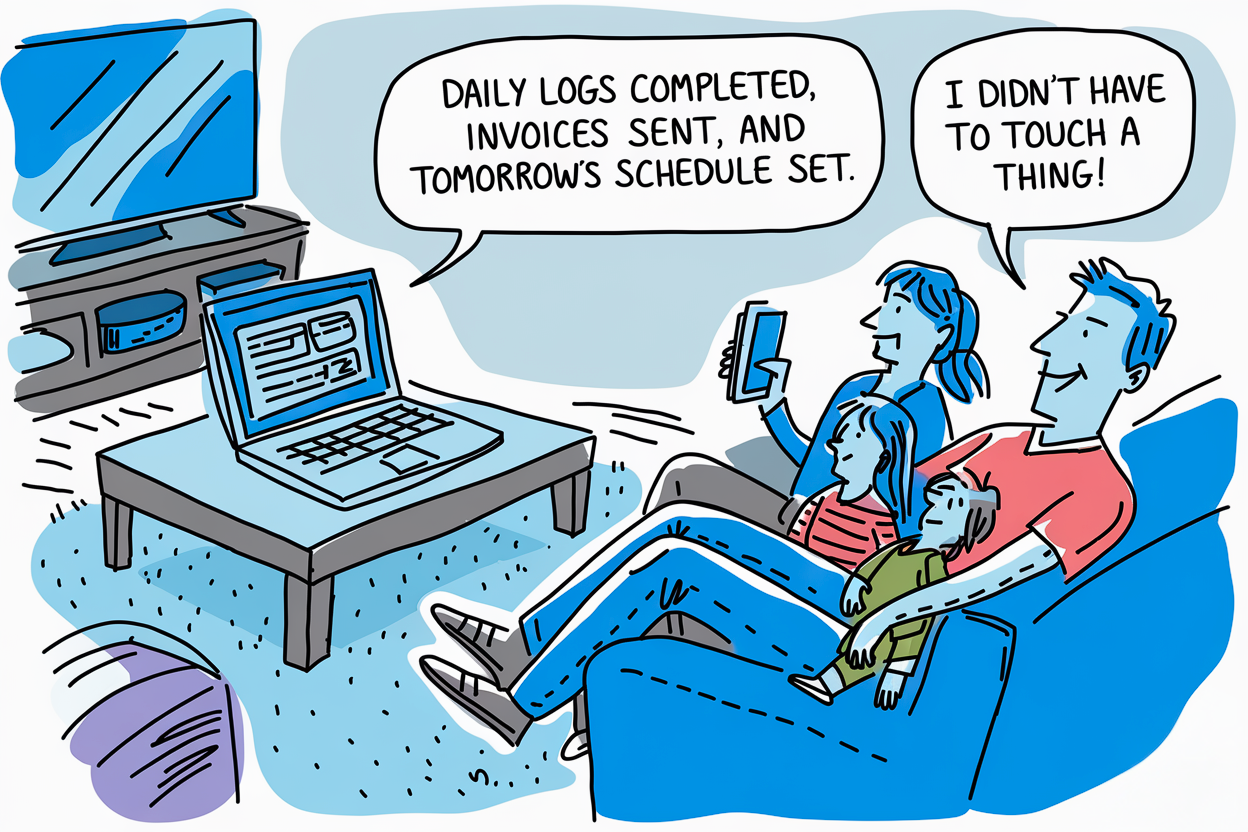 DAILY LOGS COMPLETED,
INVOICES SENT, AND
TOMORROW'S SCHEDULE SET.
I DIDN'T HAVE
TO TOUCH A
THING!